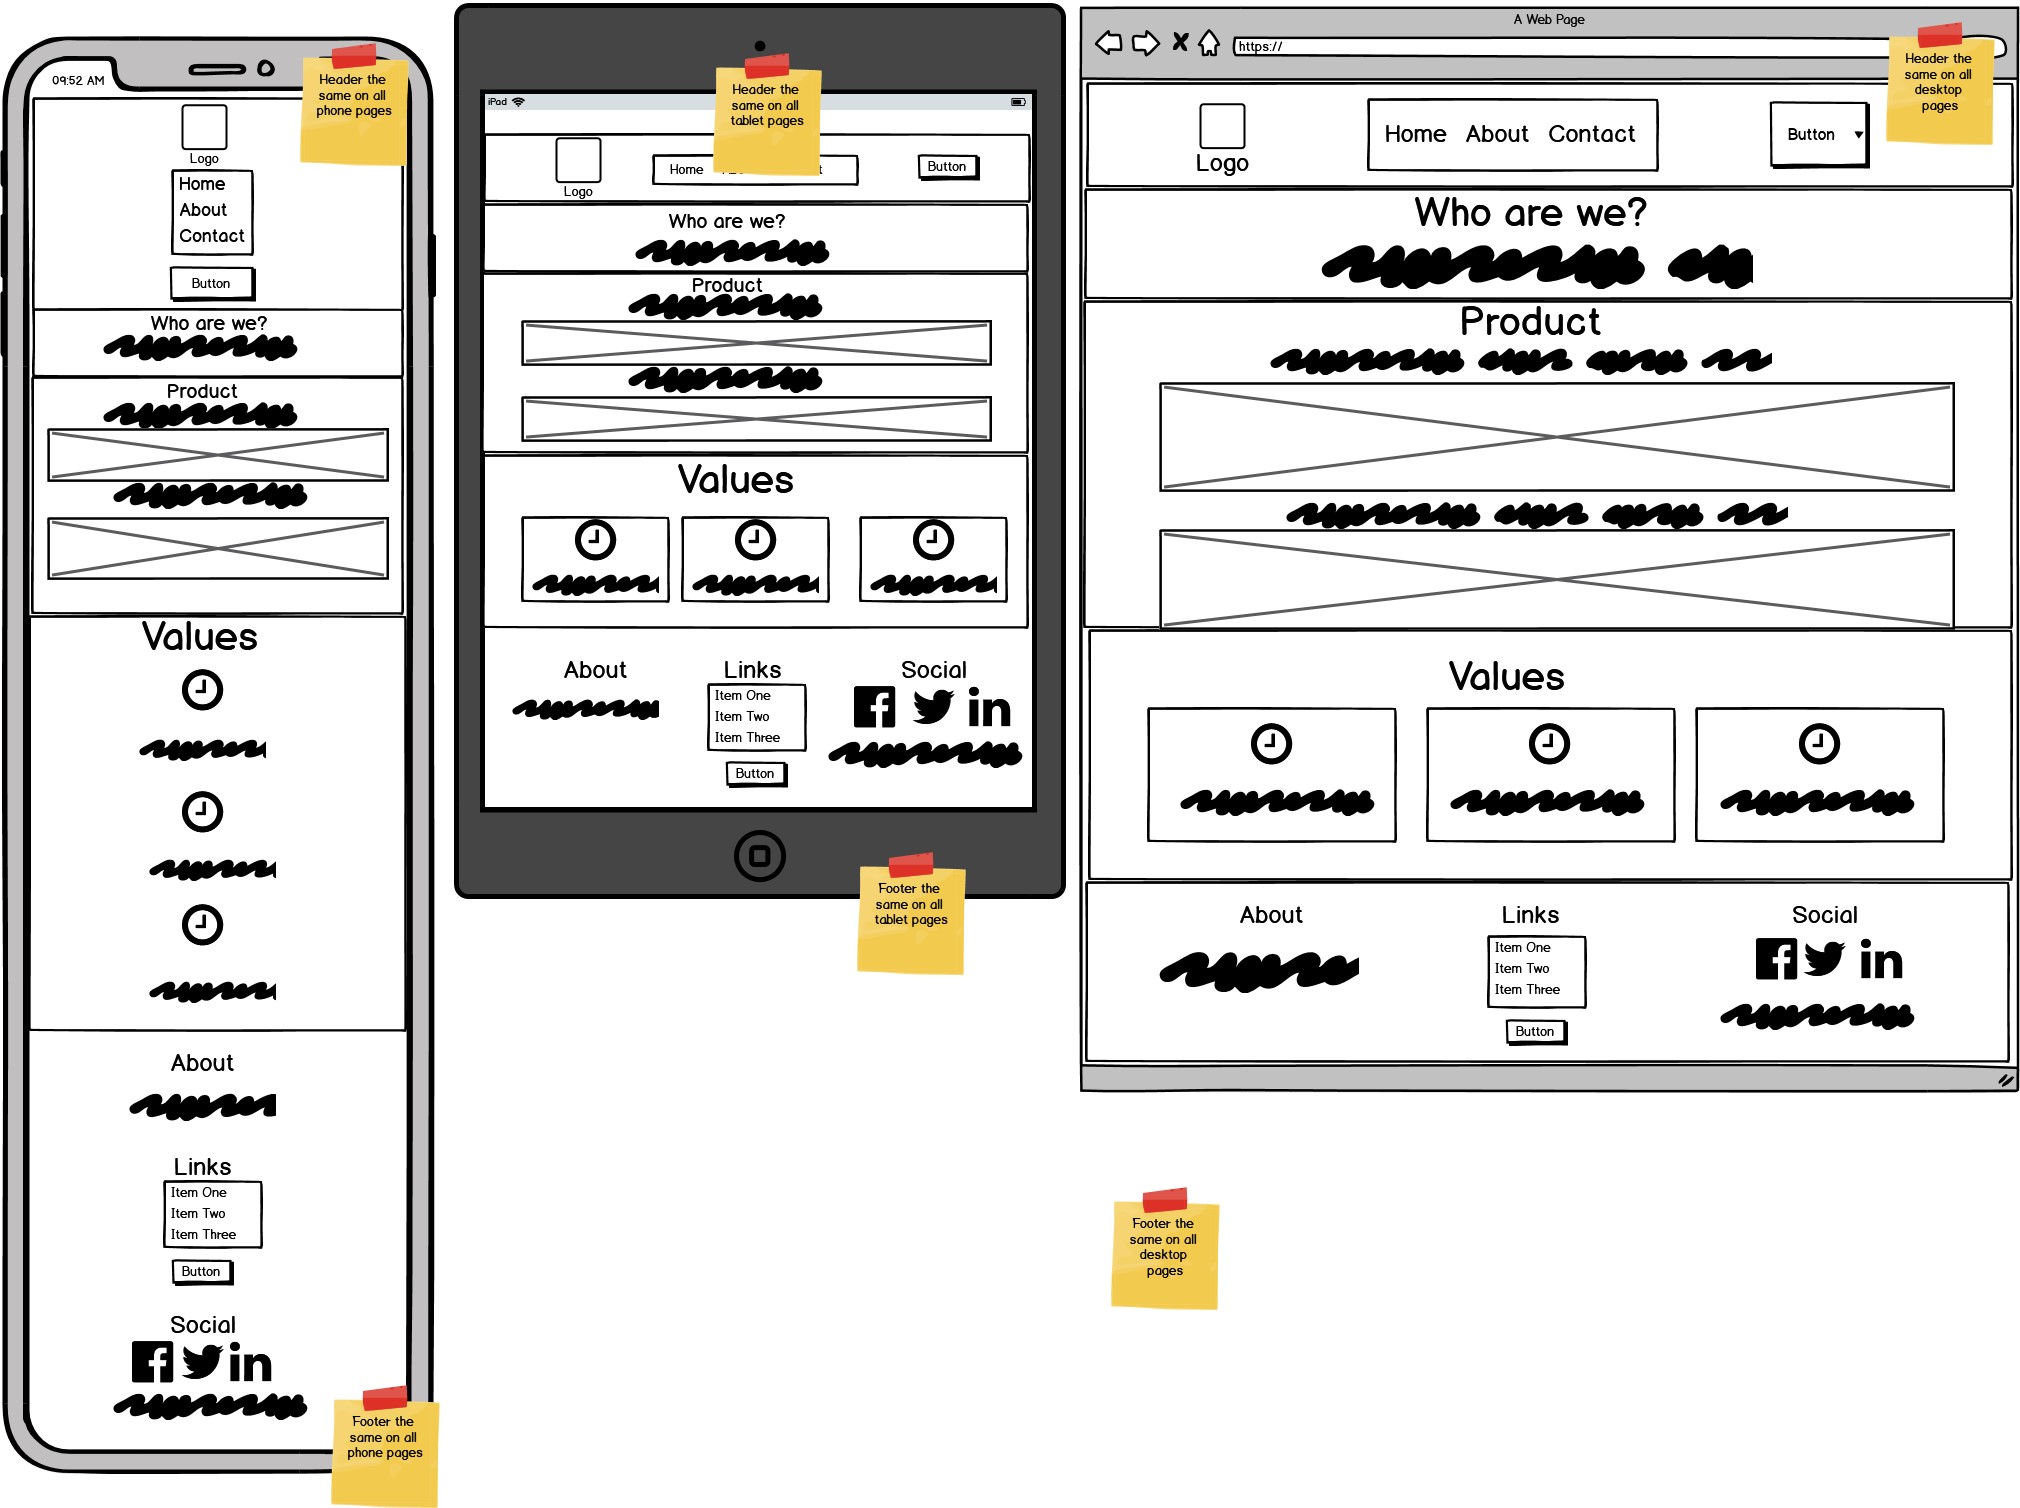 09:52 AM
Header the
same on all
phone pages
Logo
Home
About
Contact
Button
Who are we?
Product
Values
About
Links
Item One
Item Two
Item Three
Button
Social
Footer the
same on all
phone pages
iPad
Header the
same on all
tablet pages
Logo
Home
Button
Who are we?
Product
Values
About
Links
Social
Item One
Item Two
Item Three
Button
Footer the
same on all
tablet pages
A Web Page
https://
Header the
same on all
desktop
pages
Logo
Home About Contact
Button
Who are we?
Product
Values
About
Links
Social
Item One
Item Two
Item Three
Button
Footer the
same on all
desktop
pages